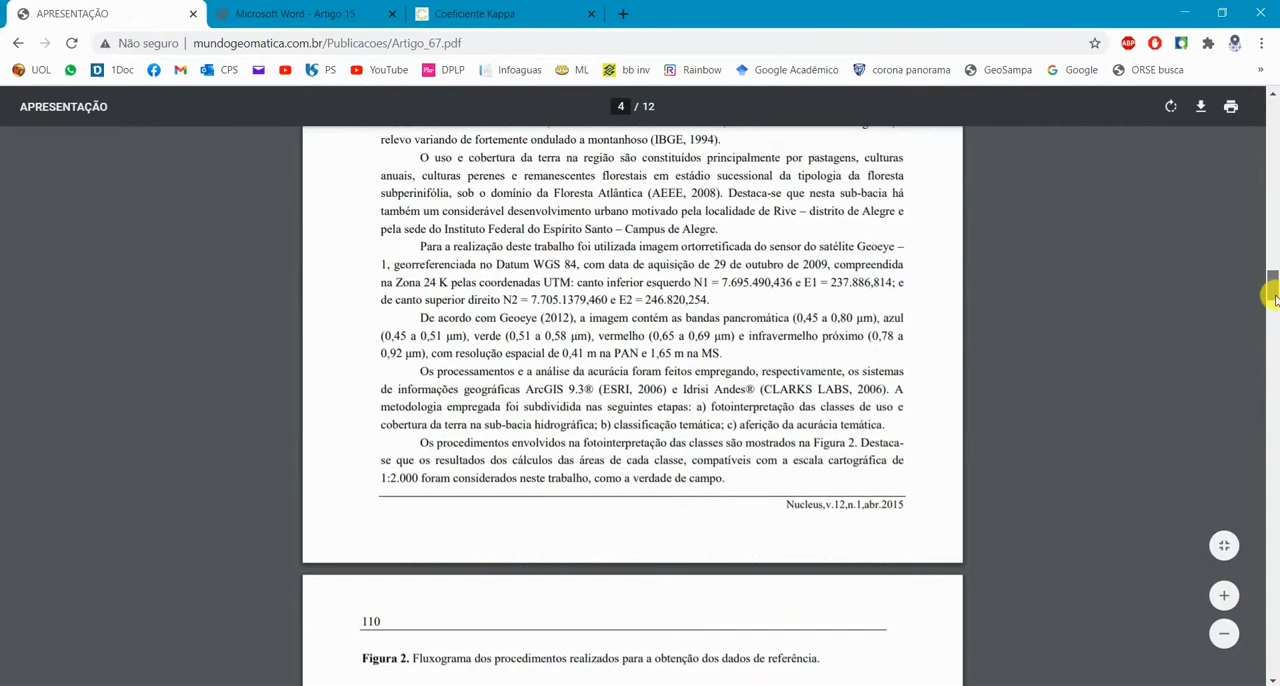 APRESENTAÇÃO
Microsoft Word - Artigo 15
Coeficiente Kappa
Não seguro | mundogeomatica.com.br/Publicacoes/Artigo_67.pdf
UOL 1Doc CPS PS YouTube DPLP Infoaguas ML bb inv Rainbow Google Acadêmico corona panorama GeoSampa Google ORSE busca »
APRESENTAÇÃO 4 / 12
relevo variando de fortemente ondulado a montanhoso (IBGE, 1994).
O uso e cobertura da terra na região são constituídos principalmente por pastagens, culturas
anuais, culturas perenes e remanescentes florestais em estádio sucessional da tipologia da floresta
subperinifólia, sob o domínio da Floresta Atlântica (AEEE, 2008). Destaca-se que nesta sub-bacia há
também um considerável desenvolvimento urbano motivado pela localidade de Rive – distrito de Alegre e
pela sede do Instituto Federal do Espírito Santo – Campus de Alegre.
Para a realização deste trabalho foi utilizada imagem ortorretificada do sensor do satélite Geoeye –
1, georreferenciada no Datum WGS 84, com data de aquisição de 29 de outubro de 2009, compreendida
na Zona 24 K pelas coordenadas UTM: canto inferior esquerdo N1 = 7.695.490,436 e E1 = 237.886,814; e
de canto superior direito N2 = 7.705.1379,460 e E2 = 246.820,254.
De acordo com Geoeye (2012), a imagem contém as bandas pancromática (0,45 a 0,80 μm), azul
(0,45 a 0,51 μm), verde (0,51 a 0,58 μm), vermelho (0,65 a 0,69 μm) e infravermelho próximo (0,78 a
0,92 μm), com resolução espacial de 0,41 m na PAN e 1,65 m na MS.
Os processamentos e a análise da acurácia foram feitos empregando, respectivamente, os sistemas
de informações geográficas ArcGIS 9.3® (ESRI, 2006) e Idrisi Andes® (CLARKS LABS, 2006). A
metodologia empregada foi subdividida nas seguintes etapas: a) fotointerpretação das classes de uso e
cobertura da terra na sub-bacia hidrográfica; b) classificação temática; c) aferição da acurácia temática.
Os procedimentos envolvidos na fotointerpretação das classes são mostrados na Figura 2. Destaca-
se que os resultados dos cálculos das áreas de cada classe, compatíveis com a escala cartográfica de
1:2.000 foram considerados neste trabalho, como a verdade de campo.
Nucleus,v.12,n.1,abr.2015
110
Figura 2. Fluxograma dos procedimentos realizados para a obtenção dos dados de referência.